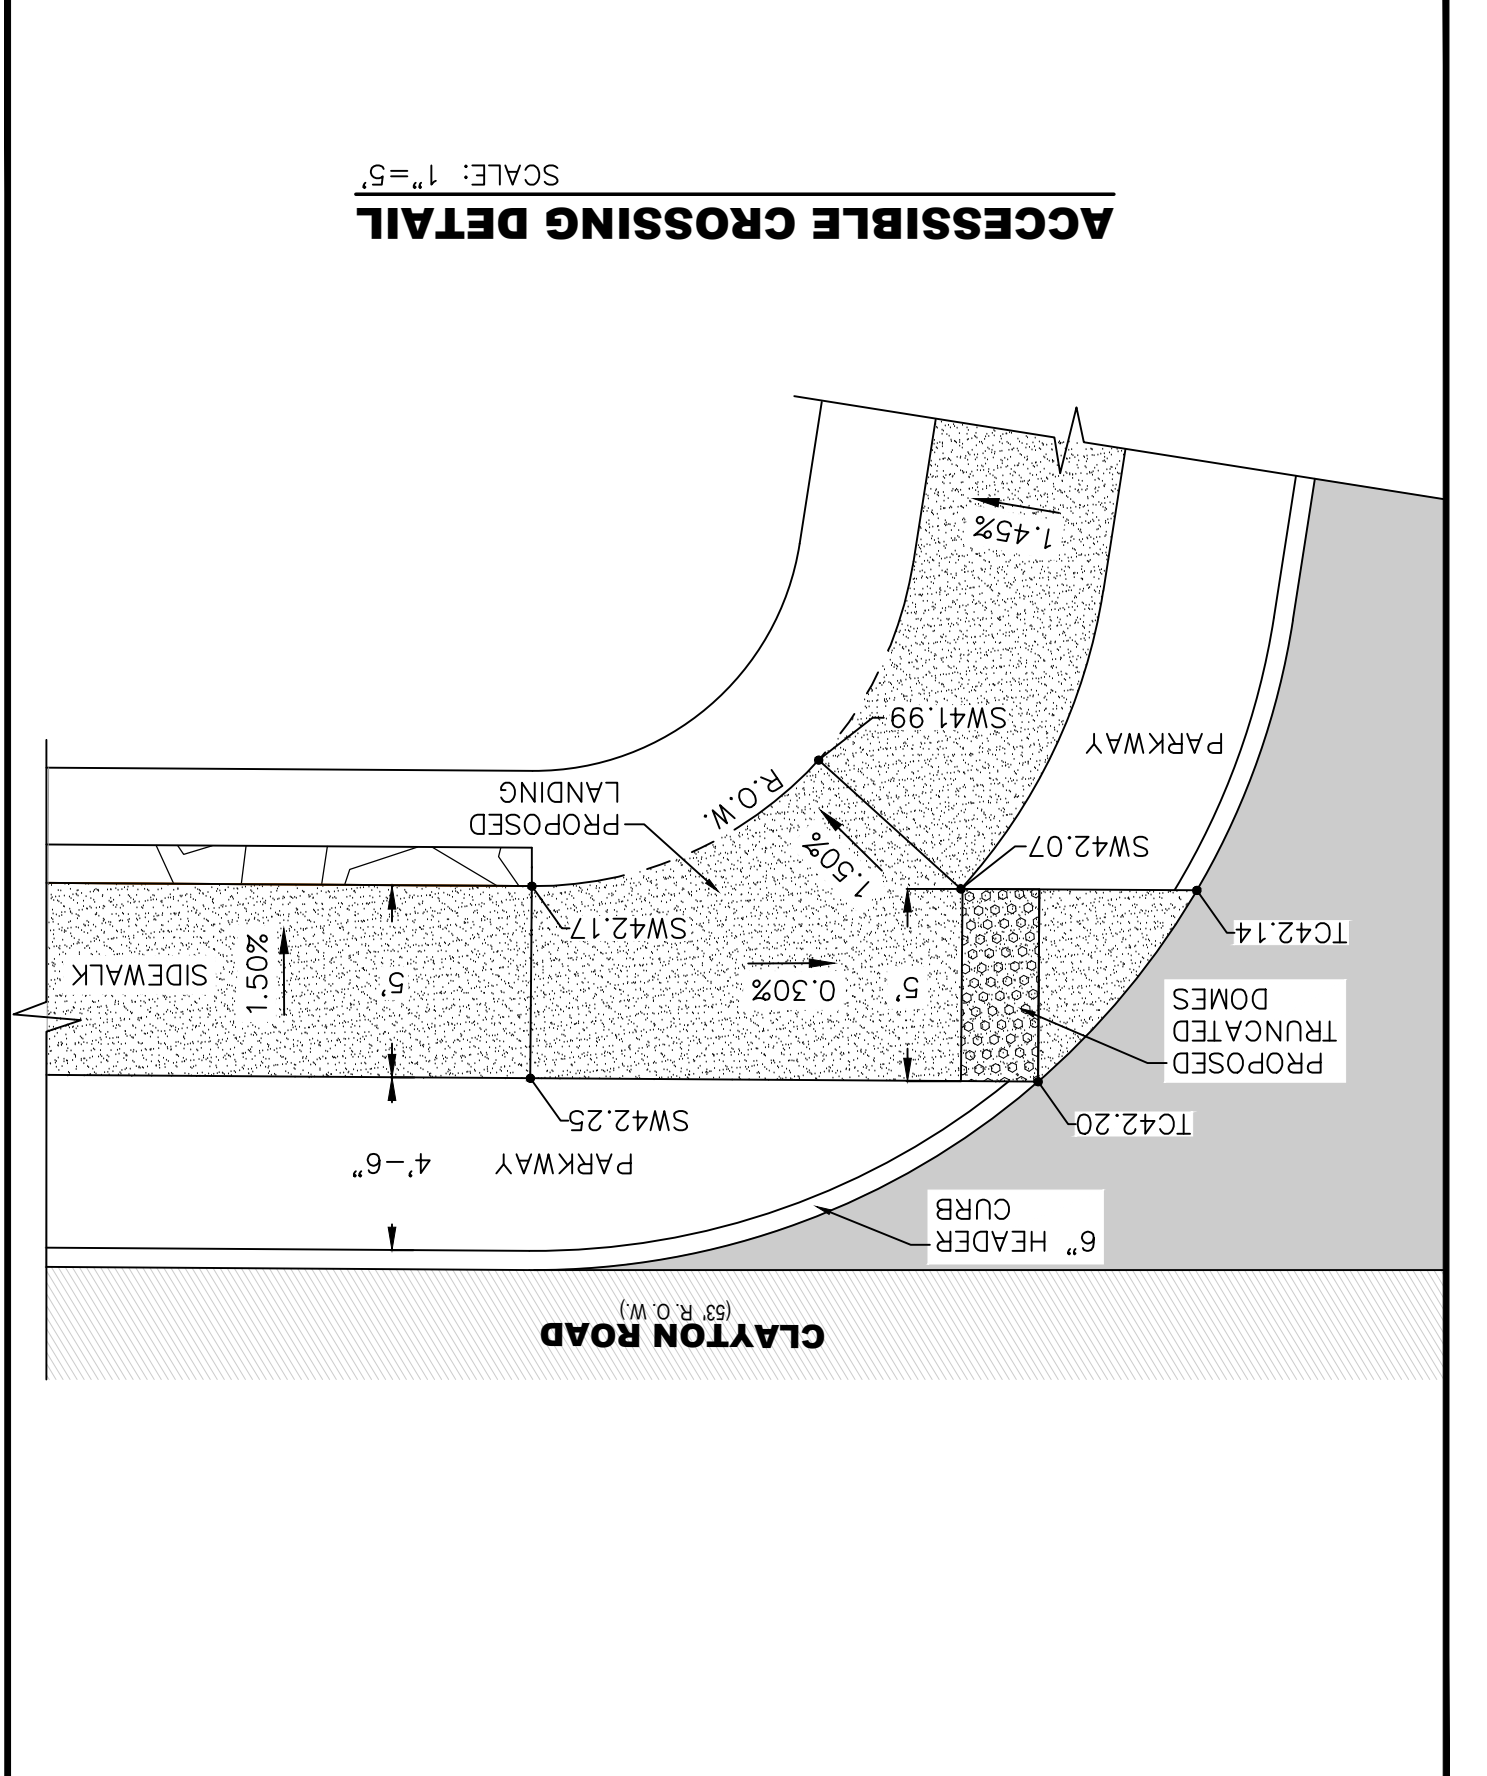 CLAYTON ROAD
(53' R.O.W.)
6" HEADER
CURB
PARKWAY
4'-6"
TC42.20
SW42.25
PROPOSED
TRUNCATED
DOMES
5'
0.30%
5'
1.50%
SIDEWALK
TC42.14
SW42.17
SW42.07
1.50%
PROPOSED
LANDING
R.O.W.
PARKWAY
SW41.99
1.45%
ACCESSIBLE CROSSING DETAIL
SCALE: 1"=5'